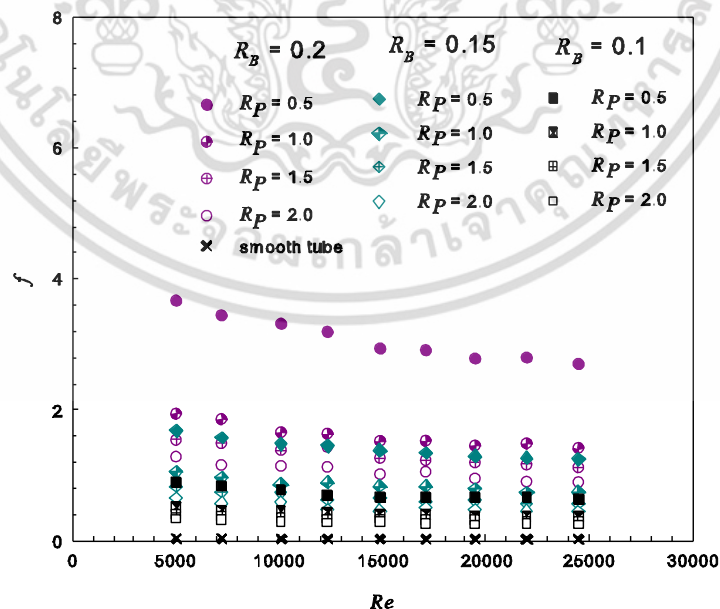 8
6
4
2
0
f
R_B = 0.2
R_P = 0.5
R_P = 1.0
R_P = 1.5
R_P = 2.0
smooth tube
R_B = 0.15
R_P = 0.5
R_P = 1.0
R_P = 1.5
R_P = 2.0
R_B = 0.1
R_P = 0.5
R_P = 1.0
R_P = 1.5
R_P = 2.0
0 5000 10000 15000 20000 25000 30000
Re